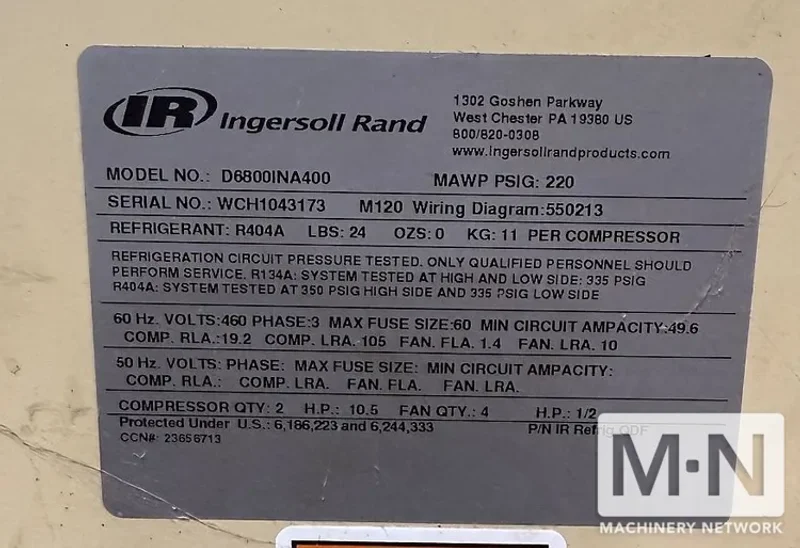 IR Ingersoll Rand
1302 Goshen Parkway
West Chester PA 19380 US
800/820-0308
www.ingersollrandproducts.com
MODEL NO.: D6800INA400 MAWP PSIG: 220
SERIAL NO.: WCH1043173 M120 Wiring Diagram:550213
REFRIGERANT: R404A LBS: 24 OZS: 0 KG: 11 PER COMPRESSOR
REFRIGERATION CIRCUIT PRESSURE TESTED. ONLY QUALIFIED PERSONNEL SHOULD
PERFORM SERVICE. R134A: SYSTEM TESTED AT HIGH AND LOW SIDE: 335 PSIG
R404A: SYSTEM TESTED AT 350 PSIG HIGH SIDE AND 335 PSIG LOW SIDE
60 Hz. VOLTS:460 PHASE:3 MAX FUSE SIZE:60 MIN CIRCUIT AMPACITY:49.6
COMP. RLA.:19.2 COMP. LRA. 105 FAN. FLA. 1.4 FAN. LRA. 10
50 Hz. VOLTS: PHASE: MAX FUSE SIZE: MIN CIRCUIT AMPACITY:
COMP. RLA.: COMP. LRA. FAN. FLA. FAN. LRA.
COMPRESSOR QTY: 2 H.P.: 10.5 FAN QTY.: 4 H.P.: 1/2
Protected Under U.S.: 6,186,223 and 6,244,333 P/N IR Refrig QDF
CCN#: 23656713
M·N
MACHINERY NETWORK